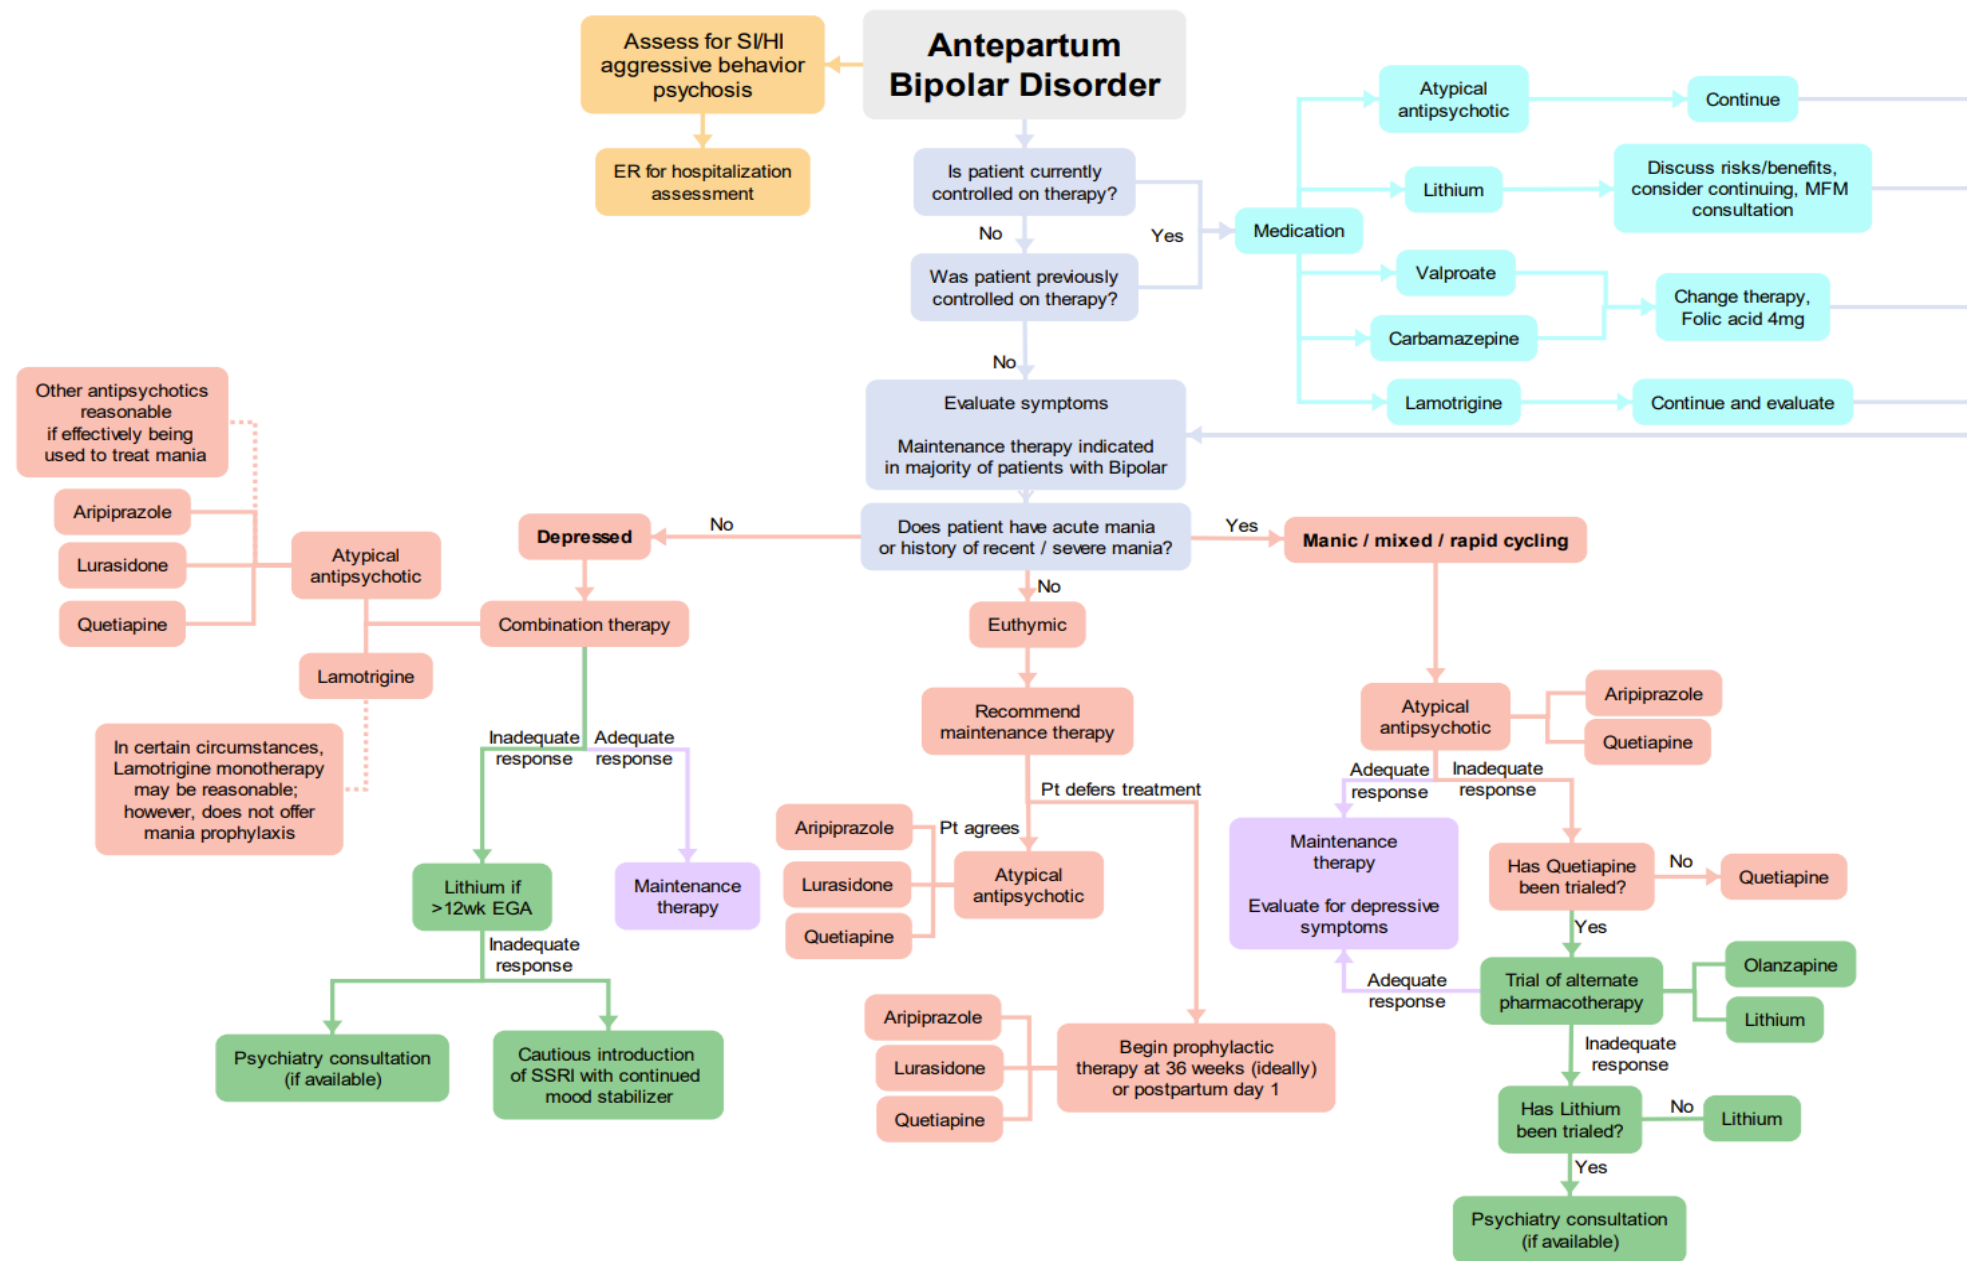 Antepartum
Bipolar Disorder
Assess for SI/HI
aggressive behavior
psychosis
ER for hospitalization
assessment
Is patient currently
controlled on therapy?
No
Yes
Was patient previously
controlled on therapy?
No
Medication
Atypical
antipsychotic
Continue
Lithium
Discuss risks/benefits,
consider continuing, MFM
consultation
Valproate
Carbamazepine
Change therapy,
Folic acid 4mg
Lamotrigine
Continue and evaluate
Evaluate symptoms
Maintenance therapy indicated
in majority of patients with Bipolar
Does patient have acute mania
or history of recent / severe mania?
No
Depressed
Combination therapy
Atypical
antipsychotic
Other antipsychotics
reasonable
if effectively being
used to treat mania
Aripiprazole
Lurasidone
Quetiapine
Lamotrigine
In certain circumstances,
Lamotrigine monotherapy
may be reasonable;
however, does not offer
mania prophylaxis
Inadequate
response
Adequate
response
Lithium if
>12wk EGA
Maintenance
therapy
Inadequate
response
Psychiatry consultation
(if available)
Cautious introduction
of SSRI with continued
mood stabilizer
No
Euthymic
Recommend
maintenance therapy
Pt defers treatment
Pt agrees
Atypical
antipsychotic
Aripiprazole
Lurasidone
Quetiapine
Begin prophylactic
therapy at 36 weeks (ideally)
or postpartum day 1
Aripiprazole
Lurasidone
Quetiapine
Yes
Manic / mixed / rapid cycling
Atypical
antipsychotic
Aripiprazole
Quetiapine
Adequate
response
Inadequate
response
Maintenance
therapy
Evaluate for depressive
symptoms
Has Quetiapine
been trialed?
No
Quetiapine
Yes
Trial of alternate
pharmacotherapy
Olanzapine
Lithium
Adequate
response
Inadequate
response
Has Lithium
been trialed?
No
Lithium
Yes
Psychiatry consultation
(if available)